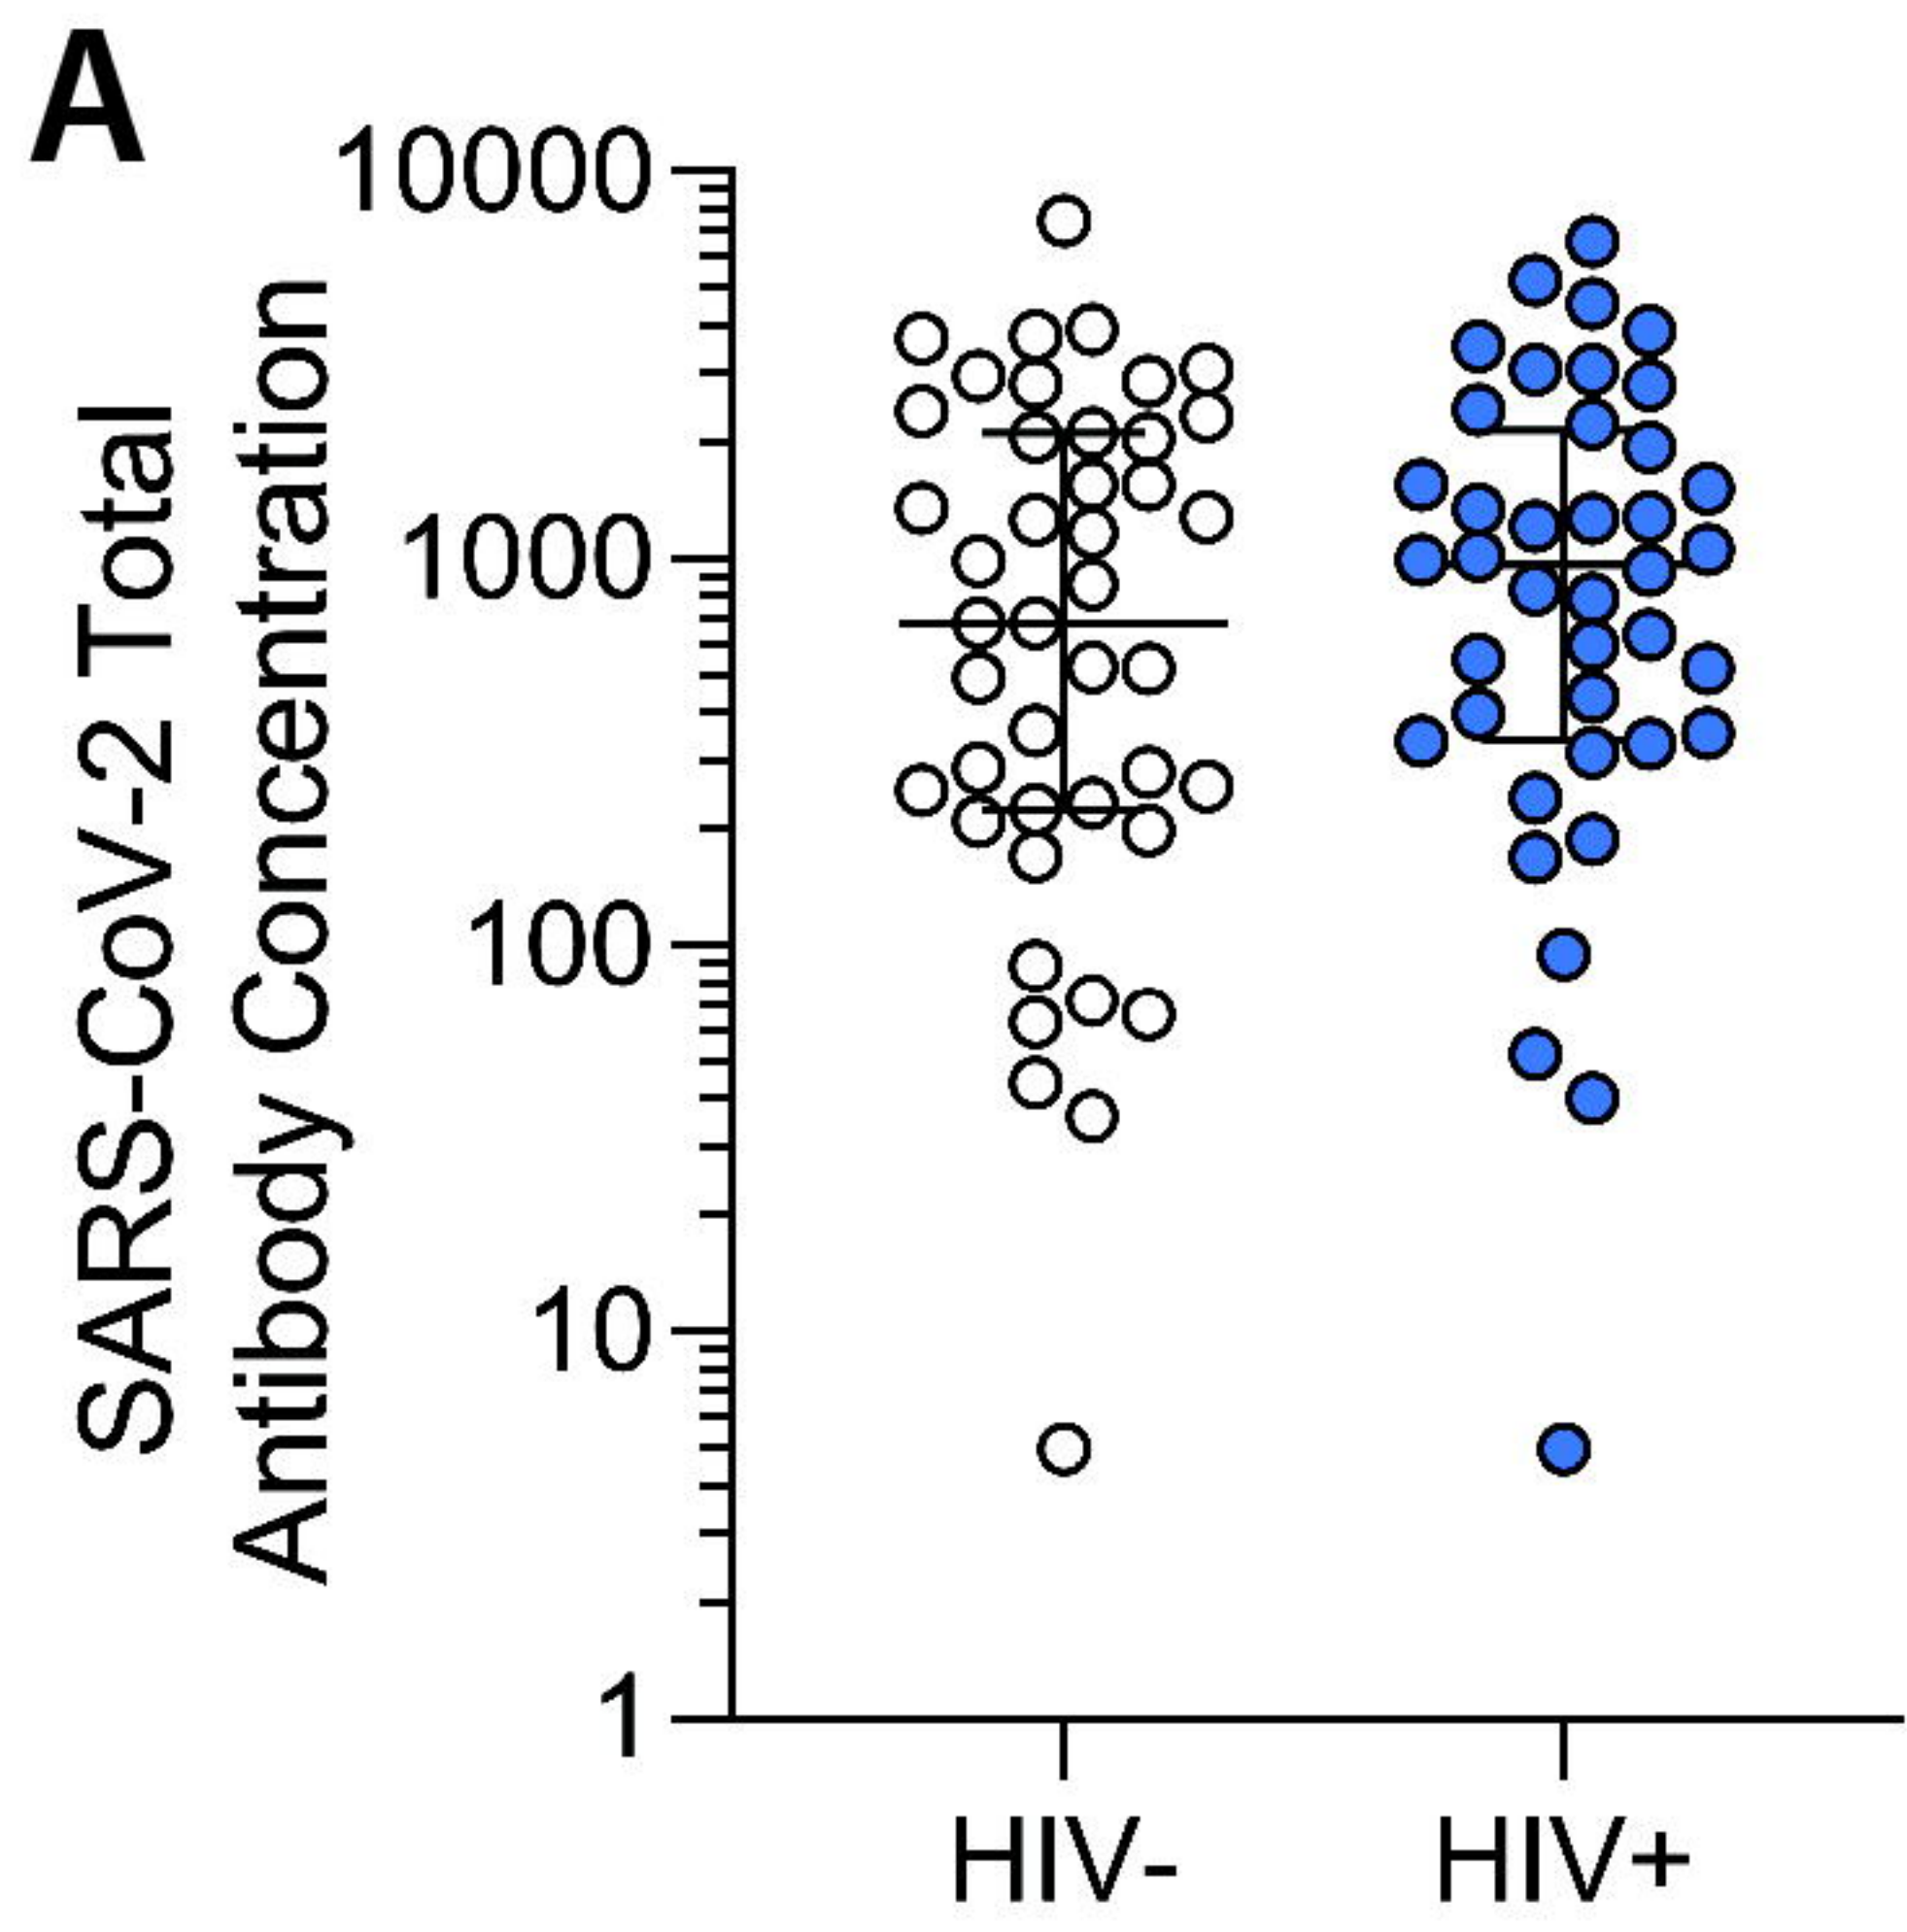 A
SARS-CoV-2 Total
Antibody Concentration
10000
1000
100
10
1
HIV-
HIV+